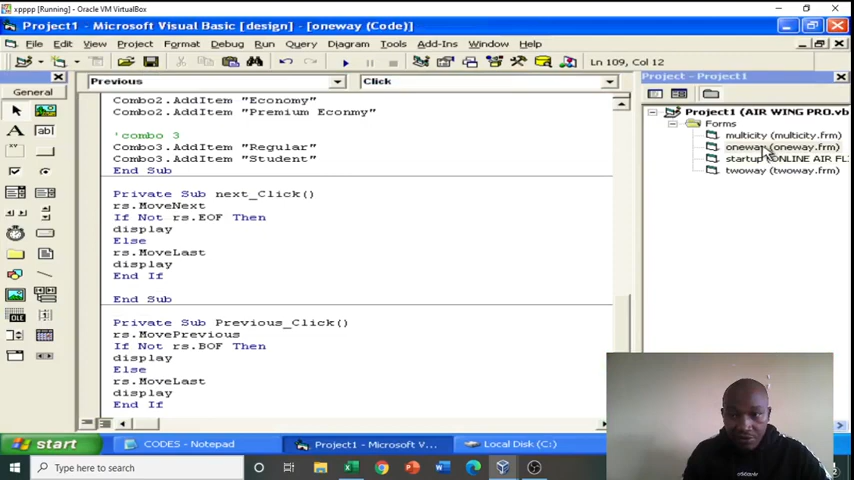 xpppp [Running] - Oracle VM VirtualBox
Project1 - Microsoft Visual Basic [design] - [oneway (Code)]
File Edit View Project Format Debug Run Query Diagram Tools Add-Ins Window Help
Ln 109, Col 12
General
Previous
Click
Combo2.AddItem "Economy"
Combo2.AddItem "Premium Econmy"
'combo 3
Combo3.AddItem "Regular"
Combo3.AddItem "Student"
End Sub
Private Sub next_Click()
rs.MoveNext
If Not rs.EOF Then
display
Else
rs.MoveLast
display
End If
End Sub
Private Sub Previous_Click()
rs.MovePrevious
If Not rs.BOF Then
display
Else
rs.MoveLast
display
End If
Project - Project1
Project1 (AIR WING PRO.vb
Forms
multicity (multicity.frm)
oneway (oneway.frm)
startup (ONLINE AIR FLI
twoway (twoway.frm)
start
CODES - Notepad
Project1 - Microsoft V...
Local Disk (C:)
Type here to search